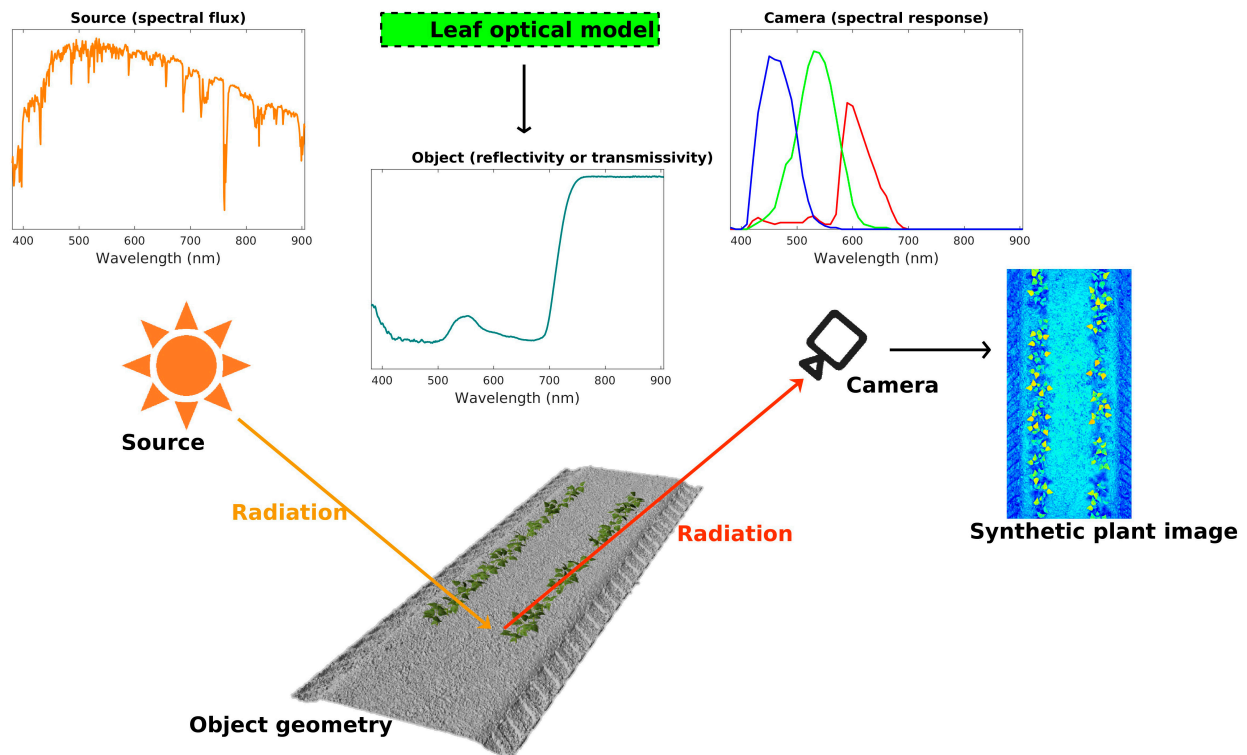 Source (spectral flux)
400 500 600 700 800 900
Wavelength (nm)
Leaf optical model
Object (reflectivity or transmissivity)
400 500 600 700 800 900
Wavelength (nm)
Camera (spectral response)
400 500 600 700 800 900
Wavelength (nm)
Source
Camera
Radiation
Radiation
Synthetic plant image
Object geometry